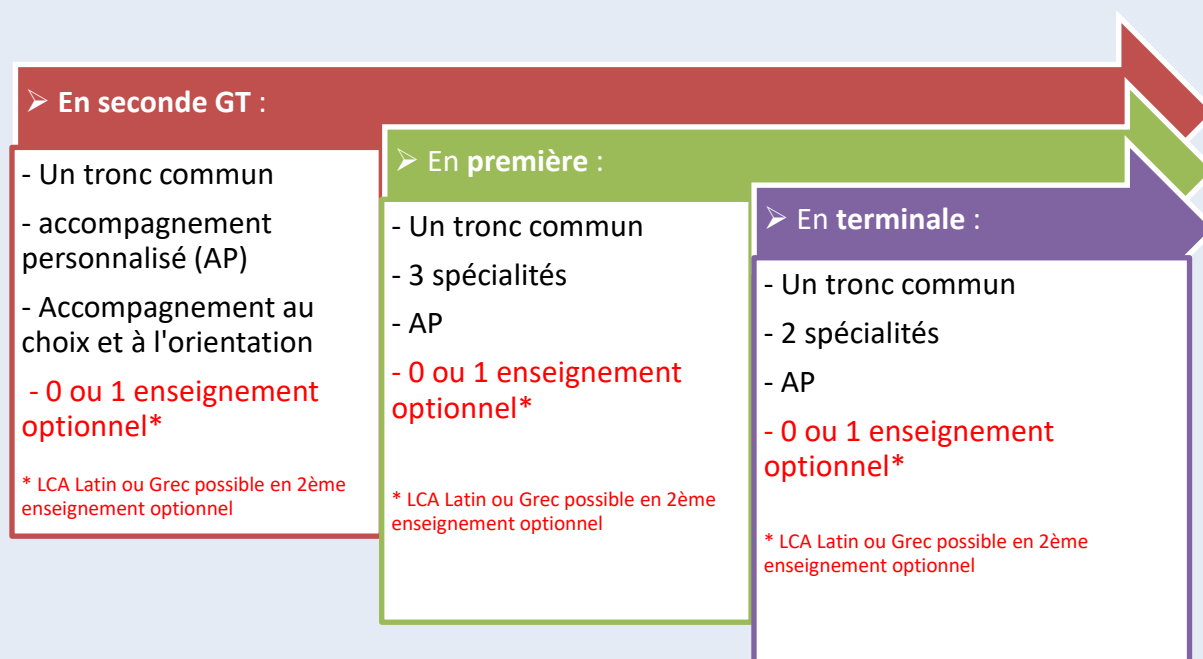 ➢ En seconde GT :
- Un tronc commun
- accompagnement
personnalisé (AP)
- Accompagnement au
choix et à l'orientation
- 0 ou 1 enseignement
optionnel*
* LCA Latin ou Grec possible en 2ème
enseignement optionnel
➢ En première :
- Un tronc commun
- 3 spécialités
- AP
- 0 ou 1 enseignement
optionnel*
* LCA Latin ou Grec possible en 2ème
enseignement optionnel
➢ En terminale :
- Un tronc commun
- 2 spécialités
- AP
- 0 ou 1 enseignement
optionnel*
* LCA Latin ou Grec possible en 2ème
enseignement optionnel